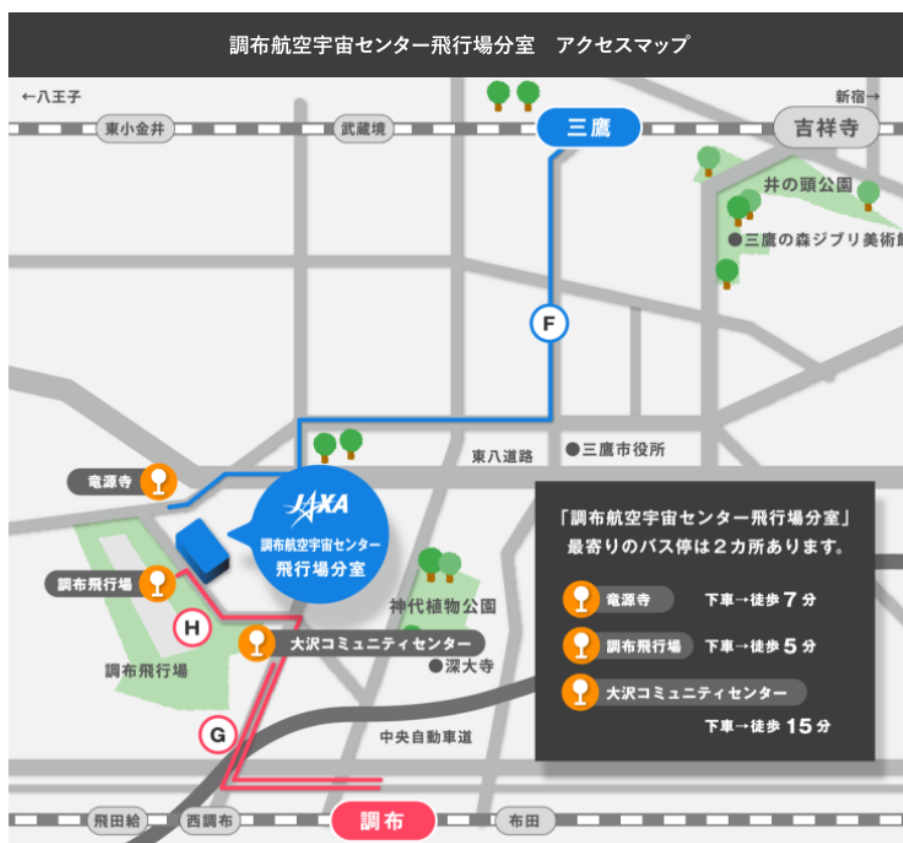 調布航空宇宙センター飛行場分室　アクセスマップ
←八王子
新宿→
東小金井
武蔵境
三鷹
吉祥寺
井の頭公園
●三鷹の森ジブリ美術館
F
東八道路
●三鷹市役所
竜源寺
JAXA
調布航空宇宙センター
飛行場分室
調布飛行場
H
神代植物公園
大沢コミュニティセンター
調布飛行場
●深大寺
G
中央自動車道
「調布航空宇宙センター飛行場分室」
最寄りのバス停は２カ所あります。
竜源寺　下車→徒歩 7 分
調布飛行場　下車→徒歩 5 分
大沢コミュニティセンター
下車→徒歩 15 分
飛田給
西調布
調布
布田